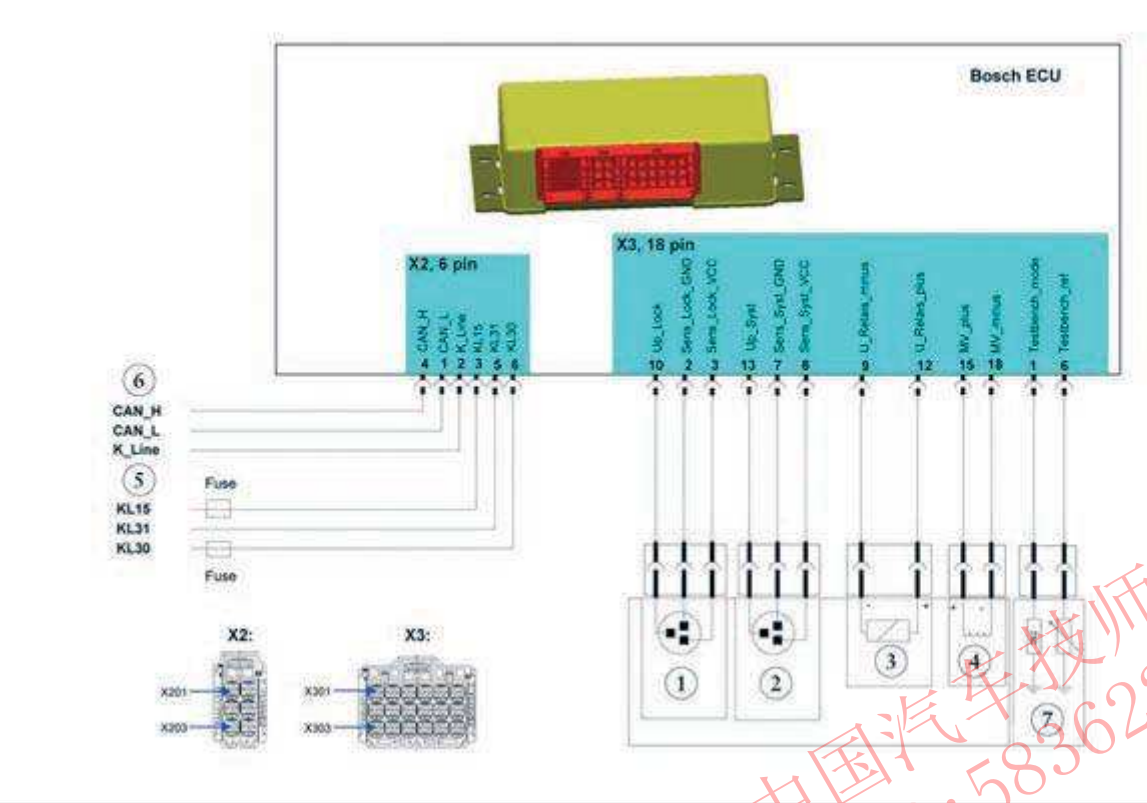 Bosch ECU
X2, 6 pin
X3, 18 pin
CAN_H
CAN_L
K_Line
KL15
KL31
KL30
4 1 2 3 5 6
Up_Lock
Sens_Lock_GND
Sens_Lock_VCC
Up_Syst
Sens_Syst_GND
Sens_Syst_VCC
U_Relais_minus
U_Relais_plus
MV_plus
MV_minus
Testbench_mode
Testbench_ref
10 2 3 13 7 8 9 12 15 18 1 6
6
CAN_H
CAN_L
K_Line
5
Fuse
KL15
KL31
KL30
Fuse
X2:
X3:
X201
X203
X301
X303
1
2
3
4
7
中国汽车技师
58362